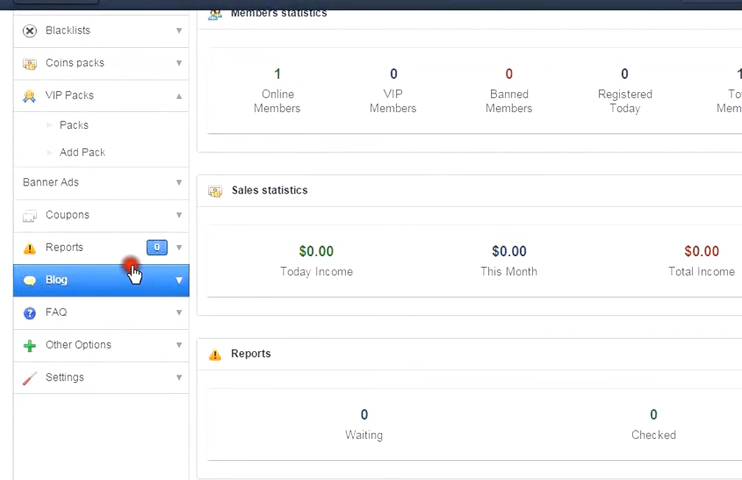 Blacklists
Coins packs
VIP Packs
Packs
Add Pack
Banner Ads
Coupons
Reports 0
Blog
FAQ
Other Options
Settings
Members statistics
1 0 0 0 1
Online VIP Banned Registered
Members Members Members Today
Sales statistics
$0.00 $0.00 $0.00
Today Income This Month Total Income
Reports
0 0
Waiting Checked